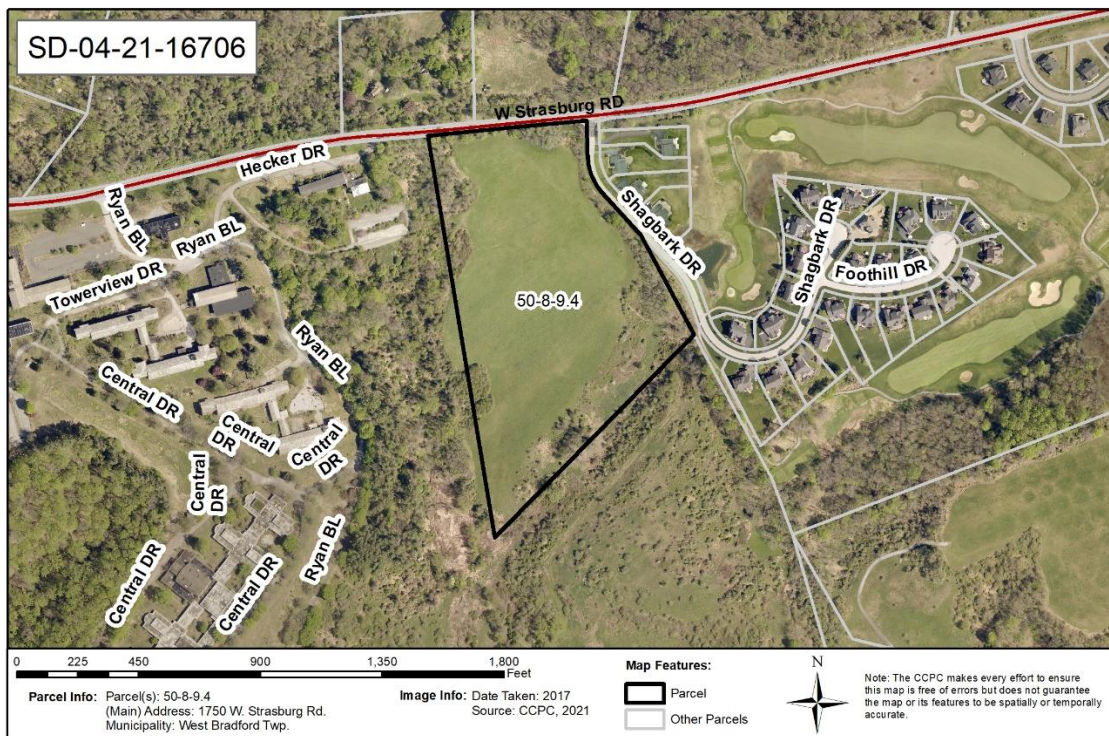 SD-04-21-16706
W Strasburg RD
Hecker DR
Ryan BL
Ryan BL
Towerview DR
Shagbark DR
Shagbark DR
Foothill DR
50-8-9.4
Ryan BL
Central DR
Central
DR
Central
DR
Central
DR
Ryan BL
Central DR
Central DR
0 225 450 900 1,350 1,800
Feet
Parcel Info: Parcel(s): 50-8-9.4
(Main) Address: 1750 W. Strasburg Rd.
Municipality: West Bradford Twp.
Image Info: Date Taken: 2017
Source: CCPC, 2021
Map Features:
Parcel
Other Parcels
N
Note: The CCPC makes every effort to ensure
this map is free of errors but does not guarantee
the map or its features to be spatially or temporally
accurate.